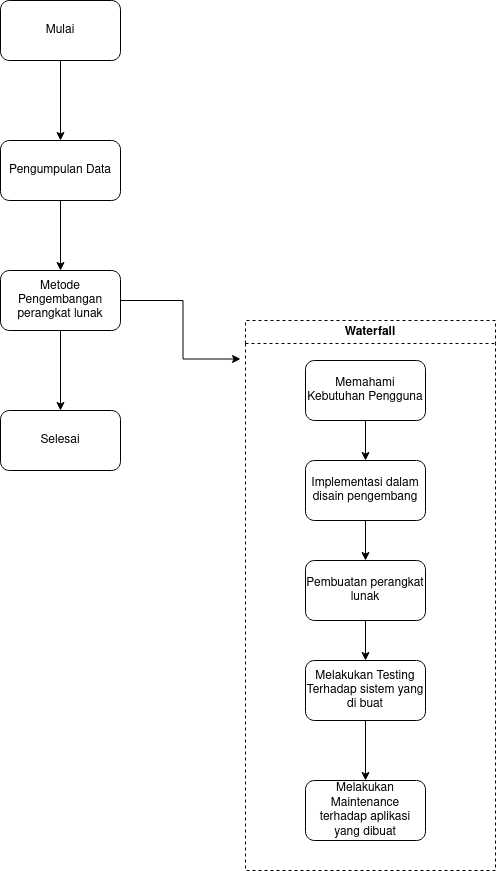 Mulai
Pengumpulan Data
Metode
Pengembangan
perangkat lunak
Selesai
Waterfall
Memahami
Kebutuhan Pengguna
Implementasi dalam
disain pengembang
Pembuatan perangkat
lunak
Melakukan Testing
Terhadap sistem yang
di buat
Melakukan
Maintenance
terhadap aplikasi
yang dibuat